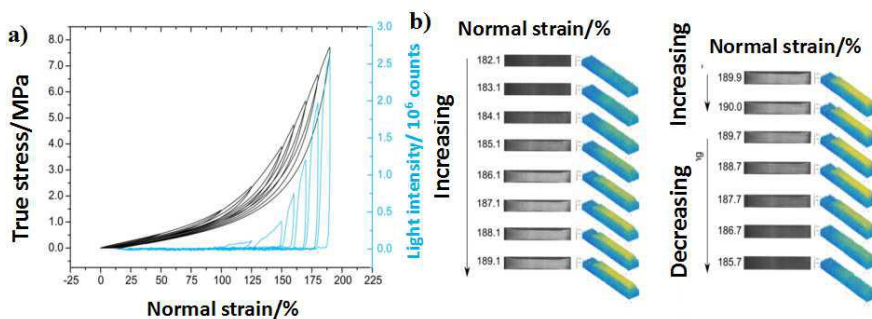 a)
True stress/MPa
8.0
7.0
6.0
5.0
4.0
3.0
2.0
1.0
0.0
-25 0 25 50 75 100 125 150 175 200 225
Normal strain/%
3.0
2.5
2.0
1.5
1.0
0.5
0.0
Light intensity/ 10⁶ counts
b)
Normal strain/%
Increasing
182.1
183.1
184.1
185.1
186.1
187.1
188.1
189.1
Normal strain/%
Increasing
189.9
190.0
Decreasing
189.7
188.7
187.7
186.7
185.7